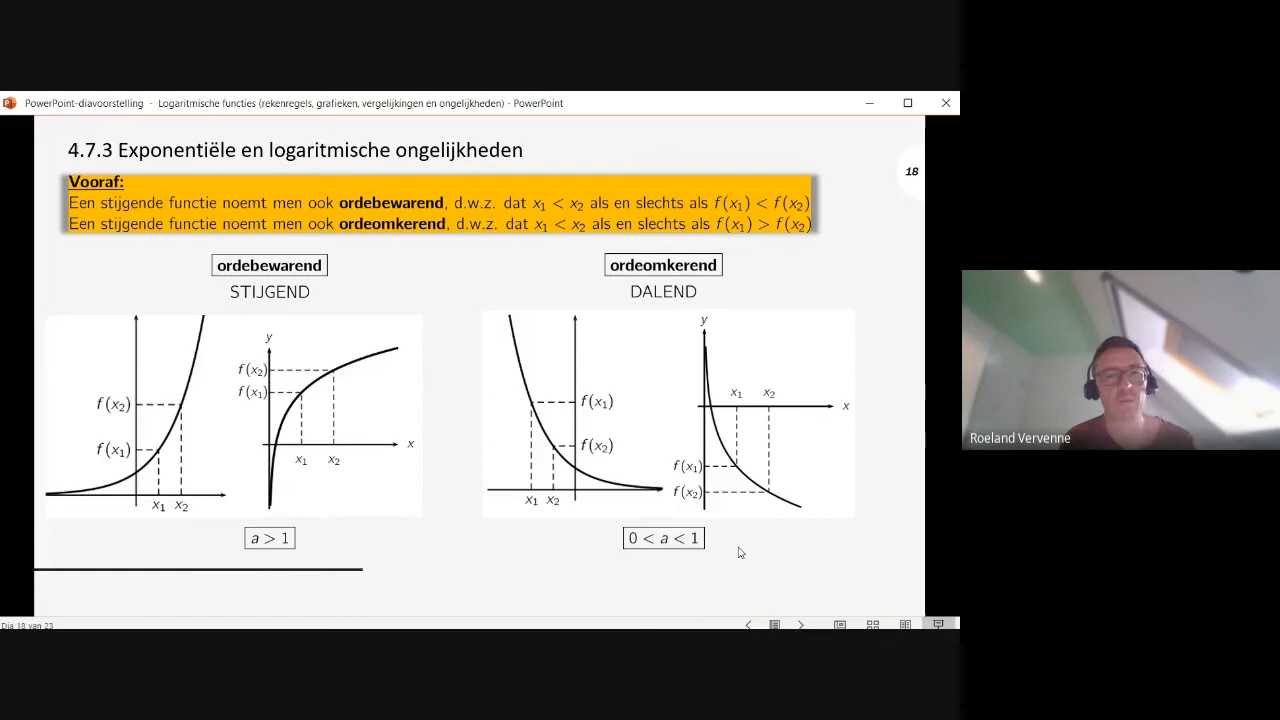 PowerPoint-diavoorstelling - Logaritmische functies (rekenregels, grafieken, vergelijkingen en ongelijkheden) - PowerPoint
4.7.3 Exponentiële en logaritmische ongelijkheden
18
Vooraf:
Een stijgende functie noemt men ook ordebewarend, d.w.z. dat x₁ < x₂ als en slechts als f(x₁) < f(x₂)
Een stijgende functie noemt men ook ordeomkerend, d.w.z. dat x₁ < x₂ als en slechts als f(x₁) > f(x₂)
ordebewarend
STIJGEND
f(x₂)
f(x₁)
x₁ x₂
y
f(x₂)
f(x₁)
x
x₁ x₂
a > 1
ordeomkerend
DALEND
f(x₁)
f(x₂)
x₁ x₂
y
x₁ x₂
x
f(x₁)
f(x₂)
0 < a < 1
Dia 18 van 23
Roeland Vervenne